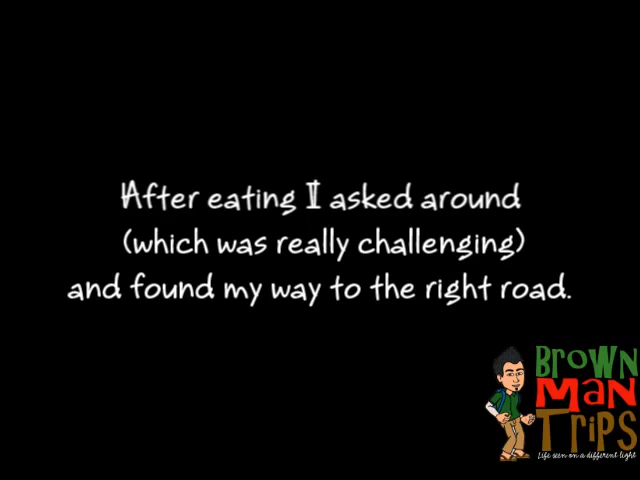 After eating I asked around
(which was really challenging)
and found my way to the right road.
BROWN
MAN
TRIPS
Life seen on a different light